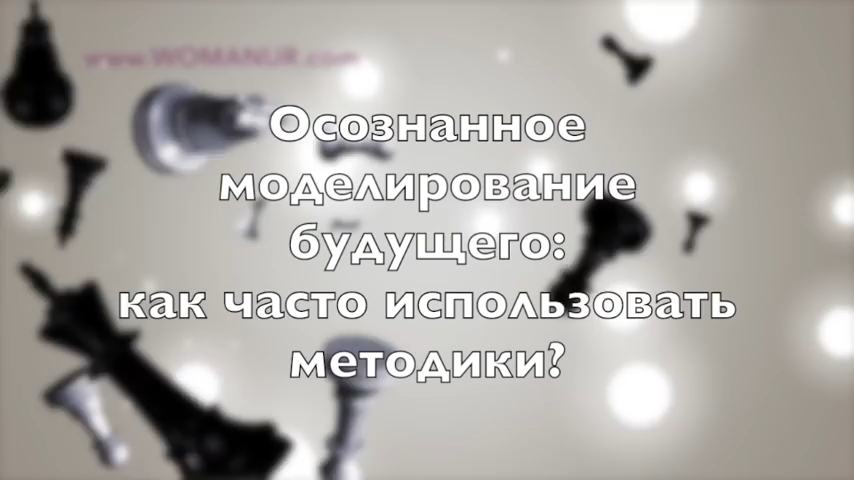 www.WOMANUR.com
Осознанное
моделирование
будущего:
как часто использовать
методики?